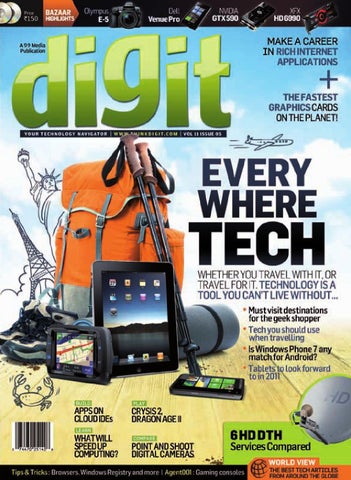 Price
₹150
BAZAAR
HIGHLIGHTS
Olympus
E-5
Dell
Venue Pro
NVIDIA
GTX590
XFX
HD6990
A 9.9 Media
Publication
digit
MAKE A CAREER
IN RICH INTERNET
APPLICATIONS
+
THE FASTEST
GRAPHICS CARDS
ON THE PLANET!
YOUR TECHNOLOGY NAVIGATOR | WWW.THINKDIGIT.COM | VOL 11 ISSUE 05
EVERY
WHERE
TECH
WHETHER YOU TRAVEL WITH IT, OR
TRAVEL FOR IT. TECHNOLOGY IS A
TOOL YOU CAN'T LIVE WITHOUT...
• Must visit destinations
for the geek shopper
• Tech you should use
when travelling
• Is Windows Phone 7 any
match for Android?
• Tablets to look forward
to in 2011
BUILD
APPS ON
CLOUD IDEs
PLAY
CRYSIS 2,
DRAGON AGE II
LEARN
WHAT WILL
SPEED UP
COMPUTING?
COMPARE
POINT AND SHOOT
DIGITAL CAMERAS
HD
6 HD DTH
Services Compared
WORLD VIEW
THE BEST TECH ARTICLES
FROM AROUND THE GLOBE
Tips & Tricks: Browsers, Windows Registry and more | Agent001: Gaming consoles